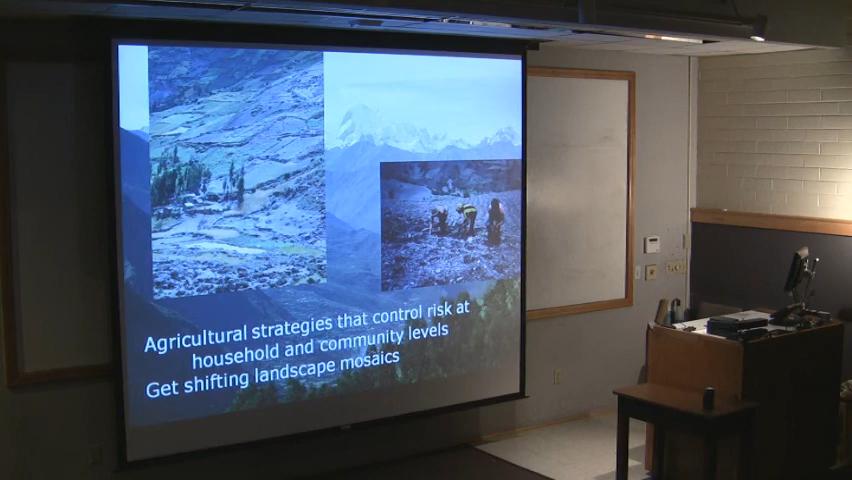 Agricultural strategies that control risk at
household and community levels
Get shifting landscape mosaics